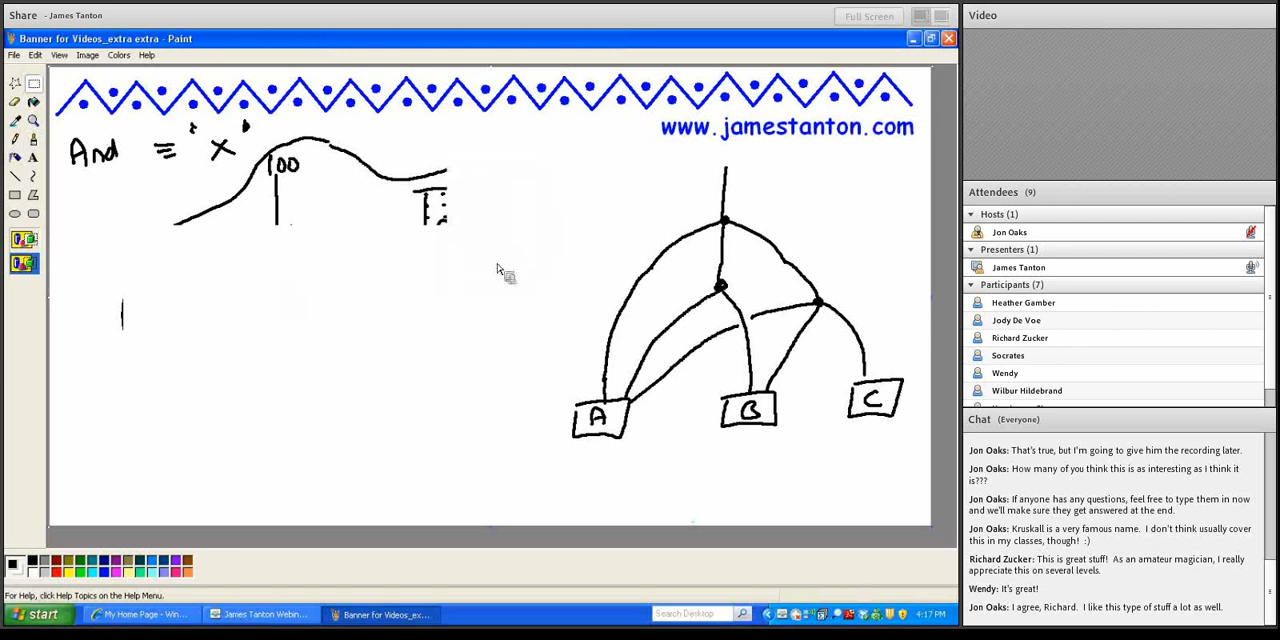 Share - James Tanton
Full Screen
Video
Banner for Videos_extra extra - Paint
File Edit View Image Colors Help
www.jamestanton.com
And ≡ "X"
100
A
B
C
Attendees (9)
Hosts (1)
Jon Oaks
Presenters (1)
James Tanton
Participants (7)
Heather Gamber
Jody De Voe
Richard Zucker
Socrates
Wendy
Wilbur Hildebrand
Chat (Everyone)
Jon Oaks: That's true, but I'm going to give him the recording later.
Jon Oaks: How many of you think this is as interesting as I think it
is???
Jon Oaks: If anyone has any questions, feel free to type them in now
and we'll make sure they get answered at the end.
Jon Oaks: Kruskall is a very famous name. I don't think usually cover
this in my classes, though! :)
Richard Zucker: This is great stuff! As an amateur magician, I really
appreciate this on several levels.
Wendy: It's great!
Jon Oaks: I agree, Richard. I like this type of stuff a lot as well.
For Help, click Help Topics on the Help Menu.
start
My Home Page - Win...
James Tanton Webin...
Banner for Videos_ex...
Search Desktop
4:17 PM